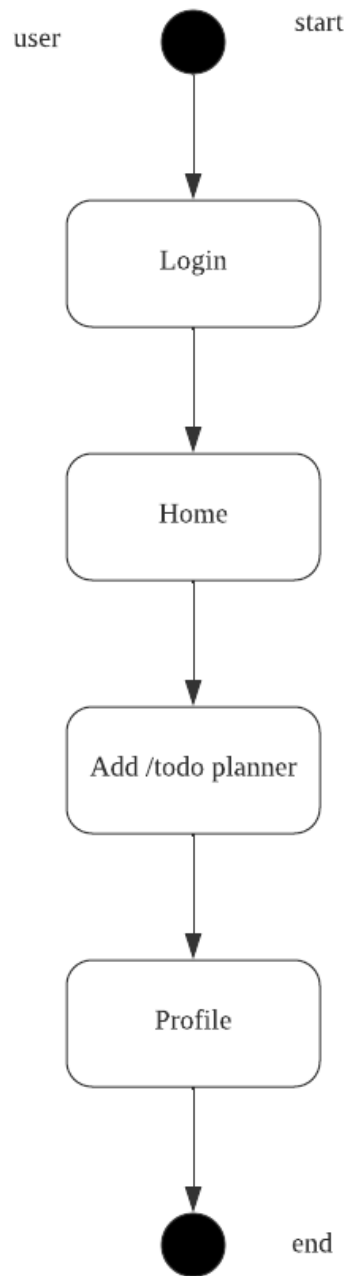 user
start
Login
Home
Add /todo planner
Profile
end